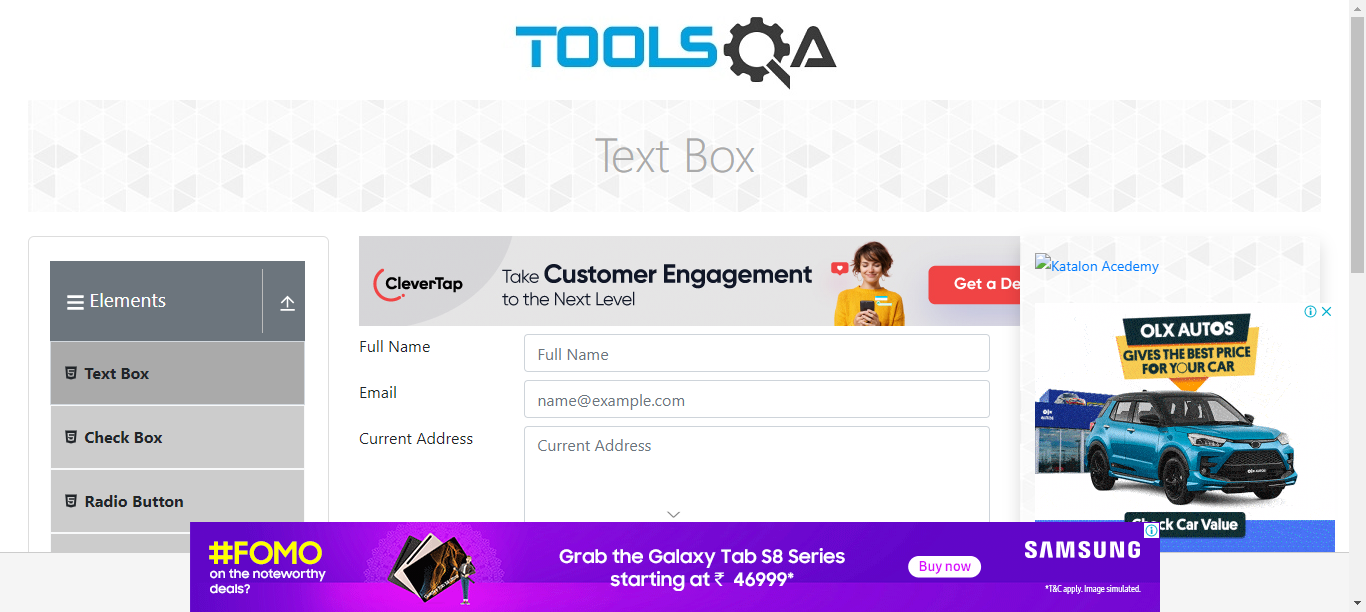 TOOLSQA
Text Box
Elements
Text Box
Check Box
Radio Button
CleverTap
Take Customer Engagement
to the Next Level
Get a De
Full Name
Full Name
Email
name@example.com
Current Address
Current Address
Katalon Acedemy
OLX AUTOS
GIVES THE BEST PRICE
FOR YOUR CAR
Check Car Value
#FOMO
on the noteworthy
deals?
Grab the Galaxy Tab S8 Series
starting at ₹ 46999*
Buy now
SAMSUNG
*T&C apply. Image simulated.